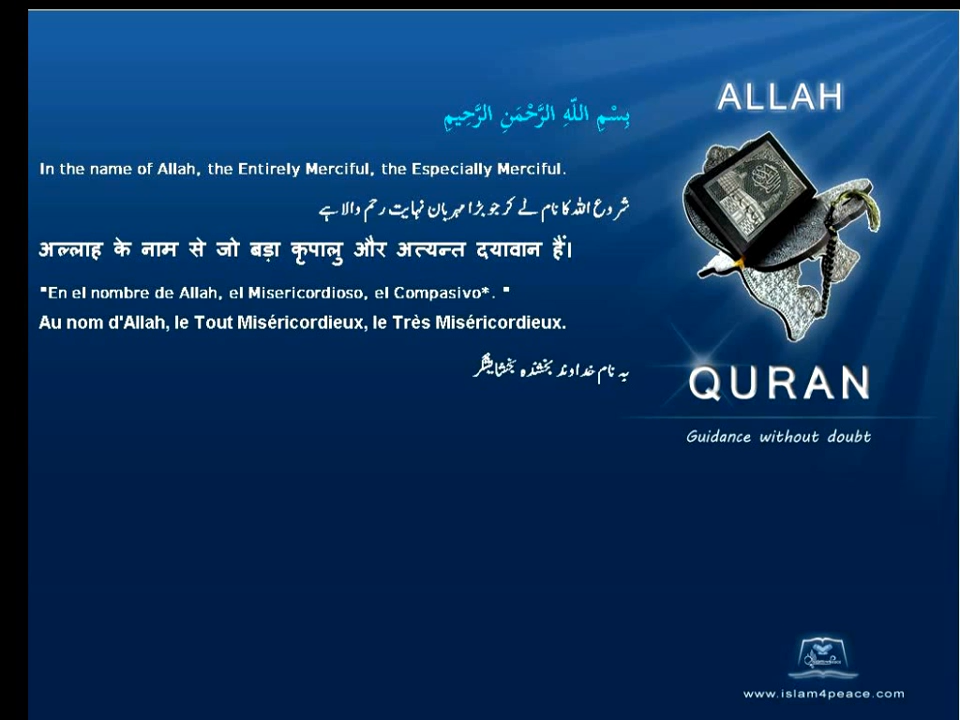 بِسْمِ اللّهِ الرَّحْمَنِ الرَّحِيمِ
In the name of Allah, the Entirely Merciful, the Especially Merciful.
شروع اللہ کا نام لے کر جو بڑا مہربان نہایت رحم والا ہے
अल्लाह के नाम से जो बड़ा कृपालु और अत्यन्त दयावान हैं।
"En el nombre de Allah, el Misericordioso, el Compasivo*. "
Au nom d'Allah, le Tout Miséricordieux, le Très Miséricordieux.
به نام خداوند بخشنده بخشایشگر
ALLAH
QURAN
Guidance without doubt
www.islam4peace.com